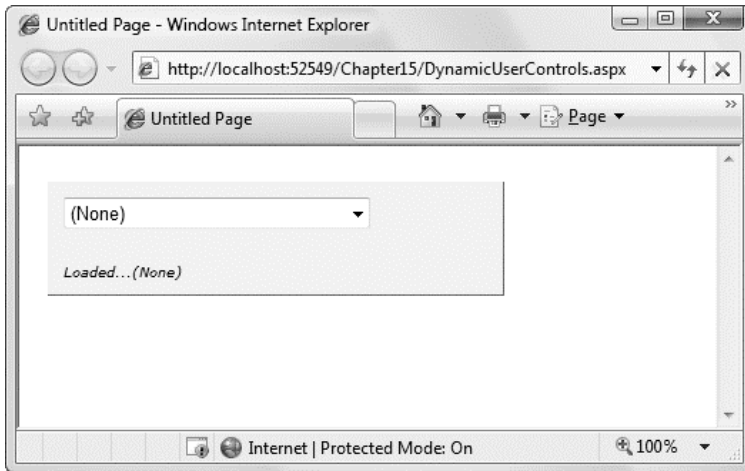 Untitled Page - Windows Internet Explorer
http://localhost:52549/Chapter15/DynamicUserControls.aspx
Untitled Page
Page
(None)
Loaded...(None)
Internet | Protected Mode: On
100%